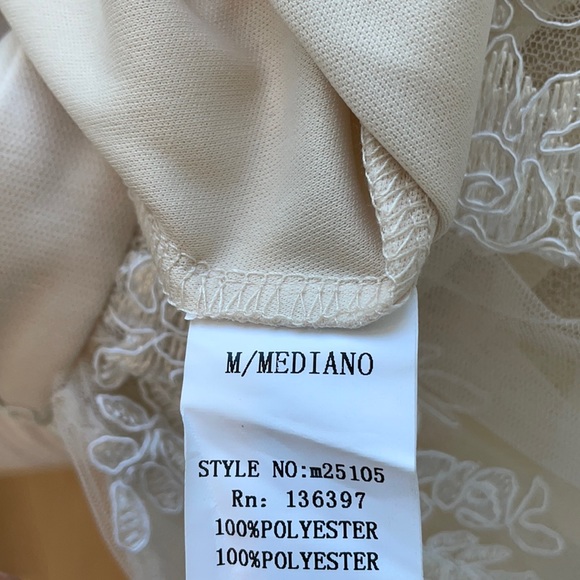 M/MEDIANO
STYLE NO:m25105
Rn: 136397
100%POLYESTER
100%POLYESTER